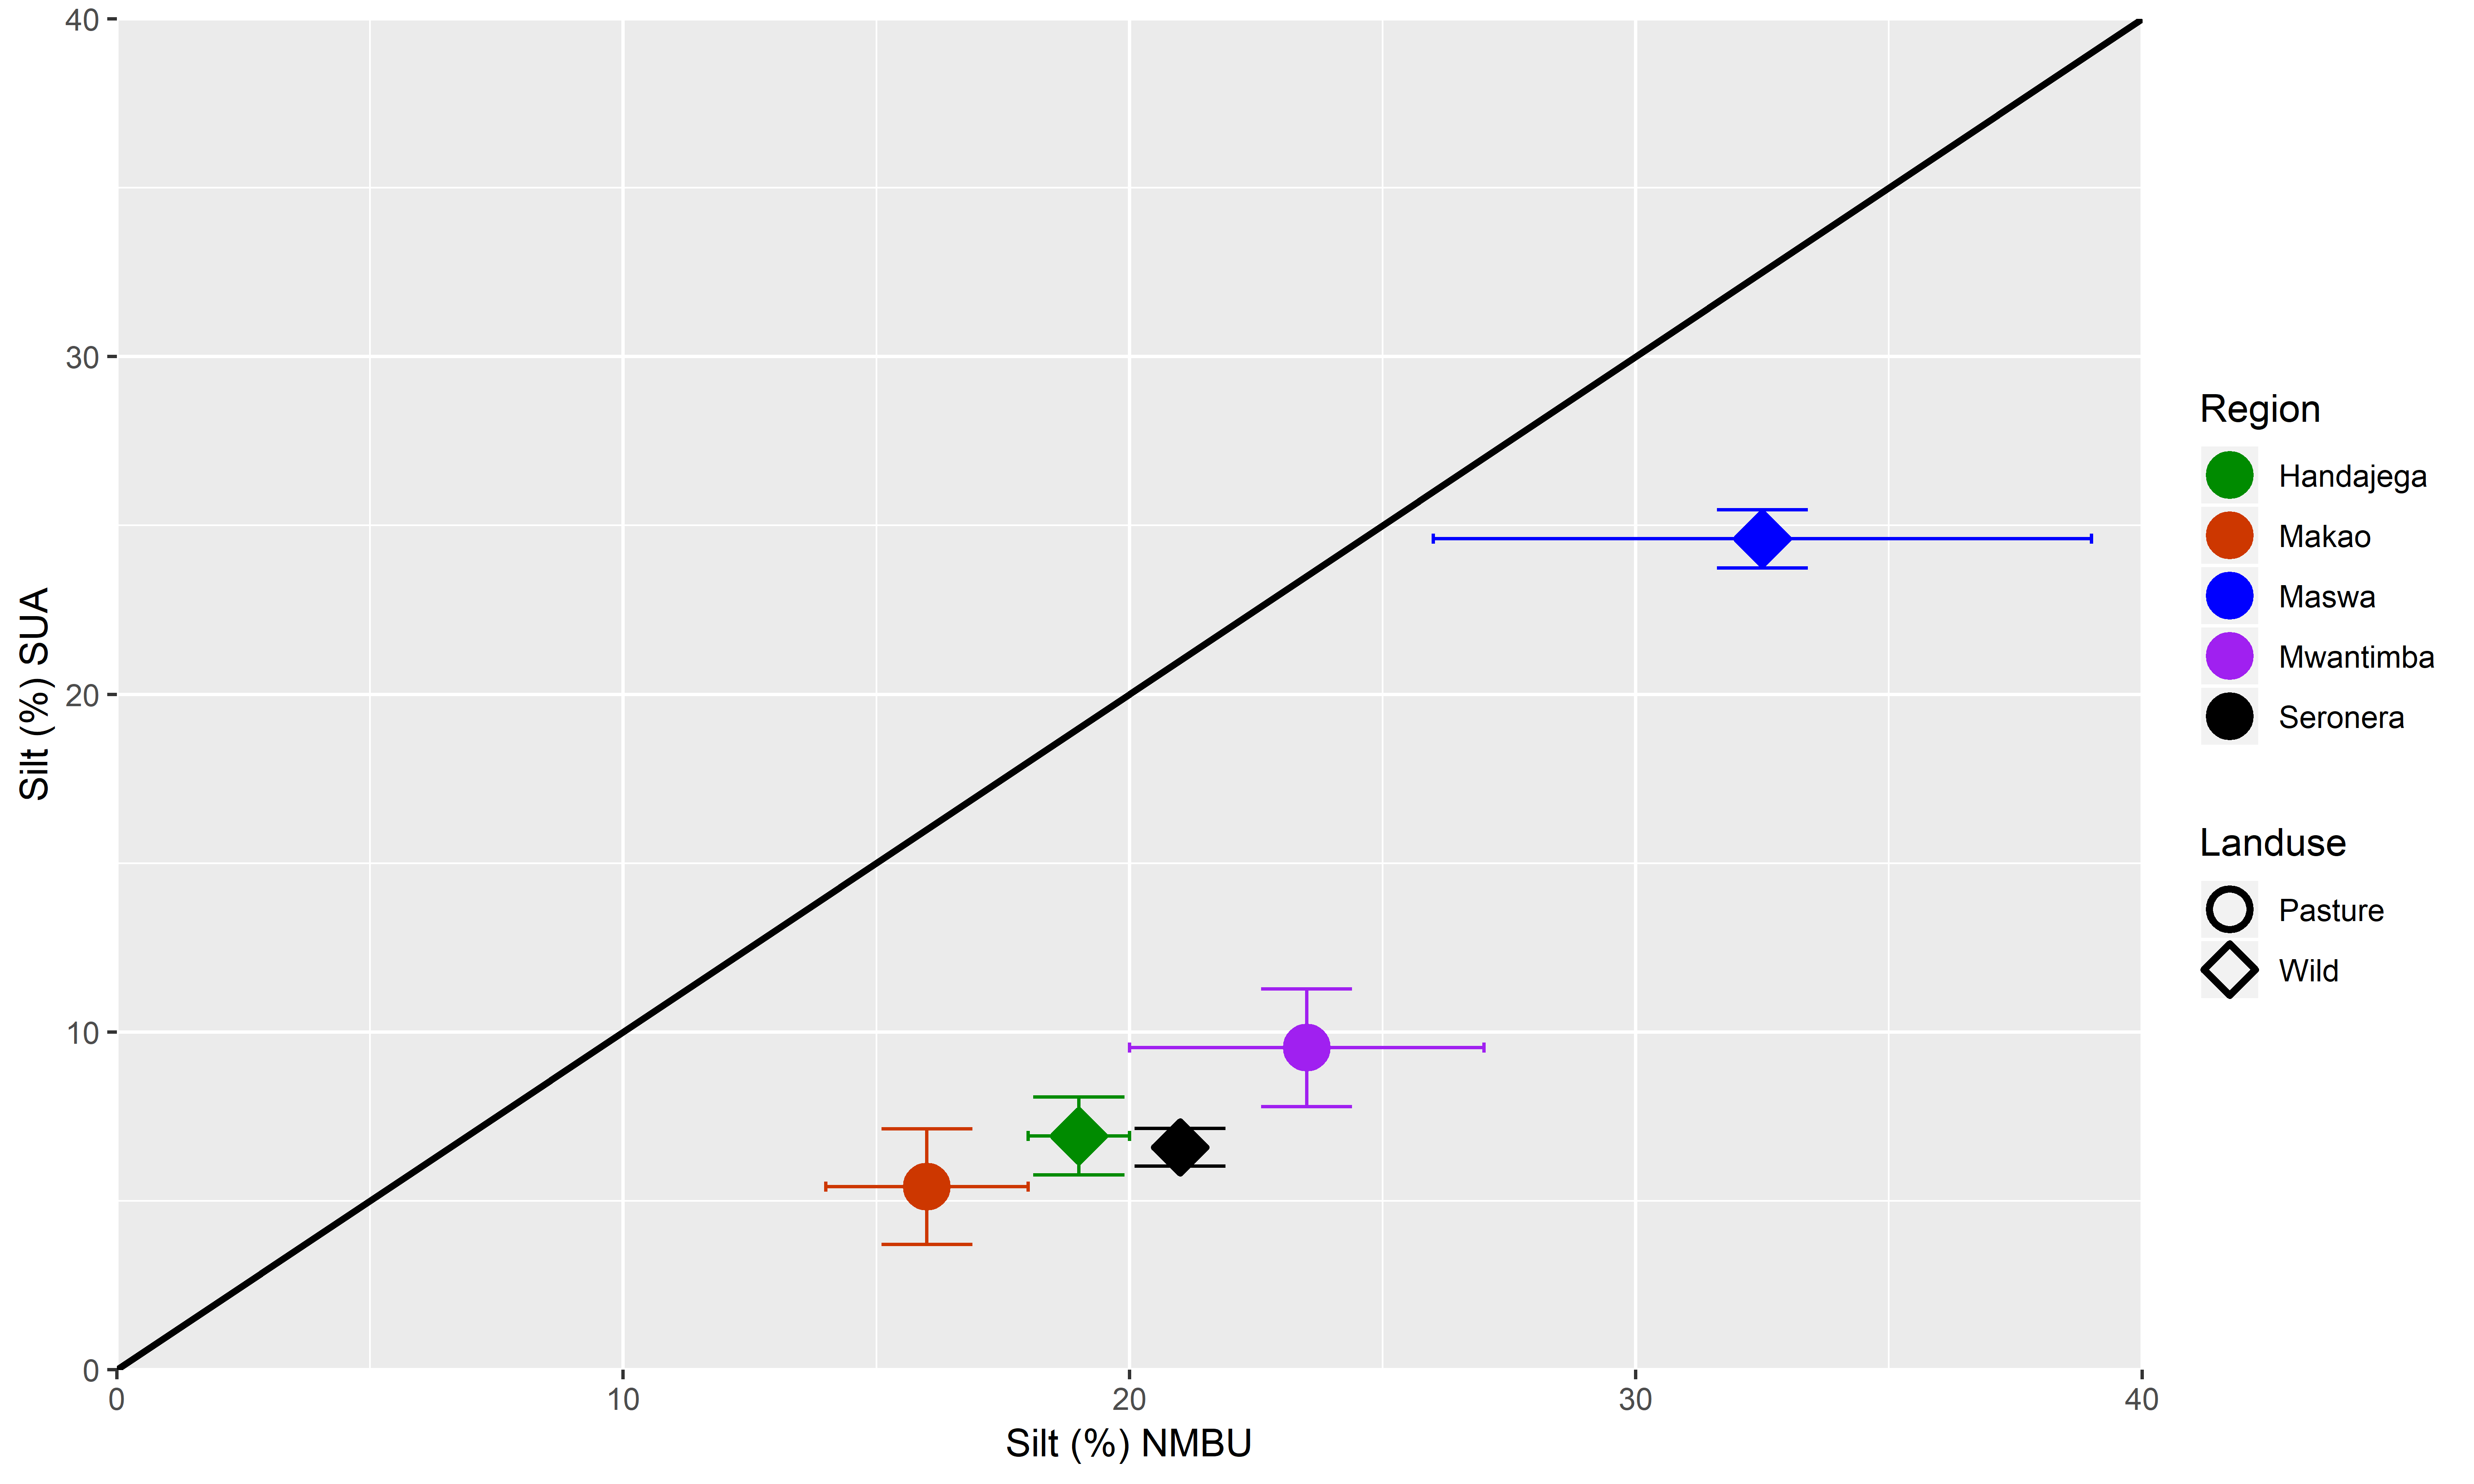 40
30
20
10
0
0 10 20 30 40
Silt (%) SUA
Silt (%) NMBU
Region
Handajega
Makao
Maswa
Mwantimba
Seronera
Landuse
Pasture
Wild